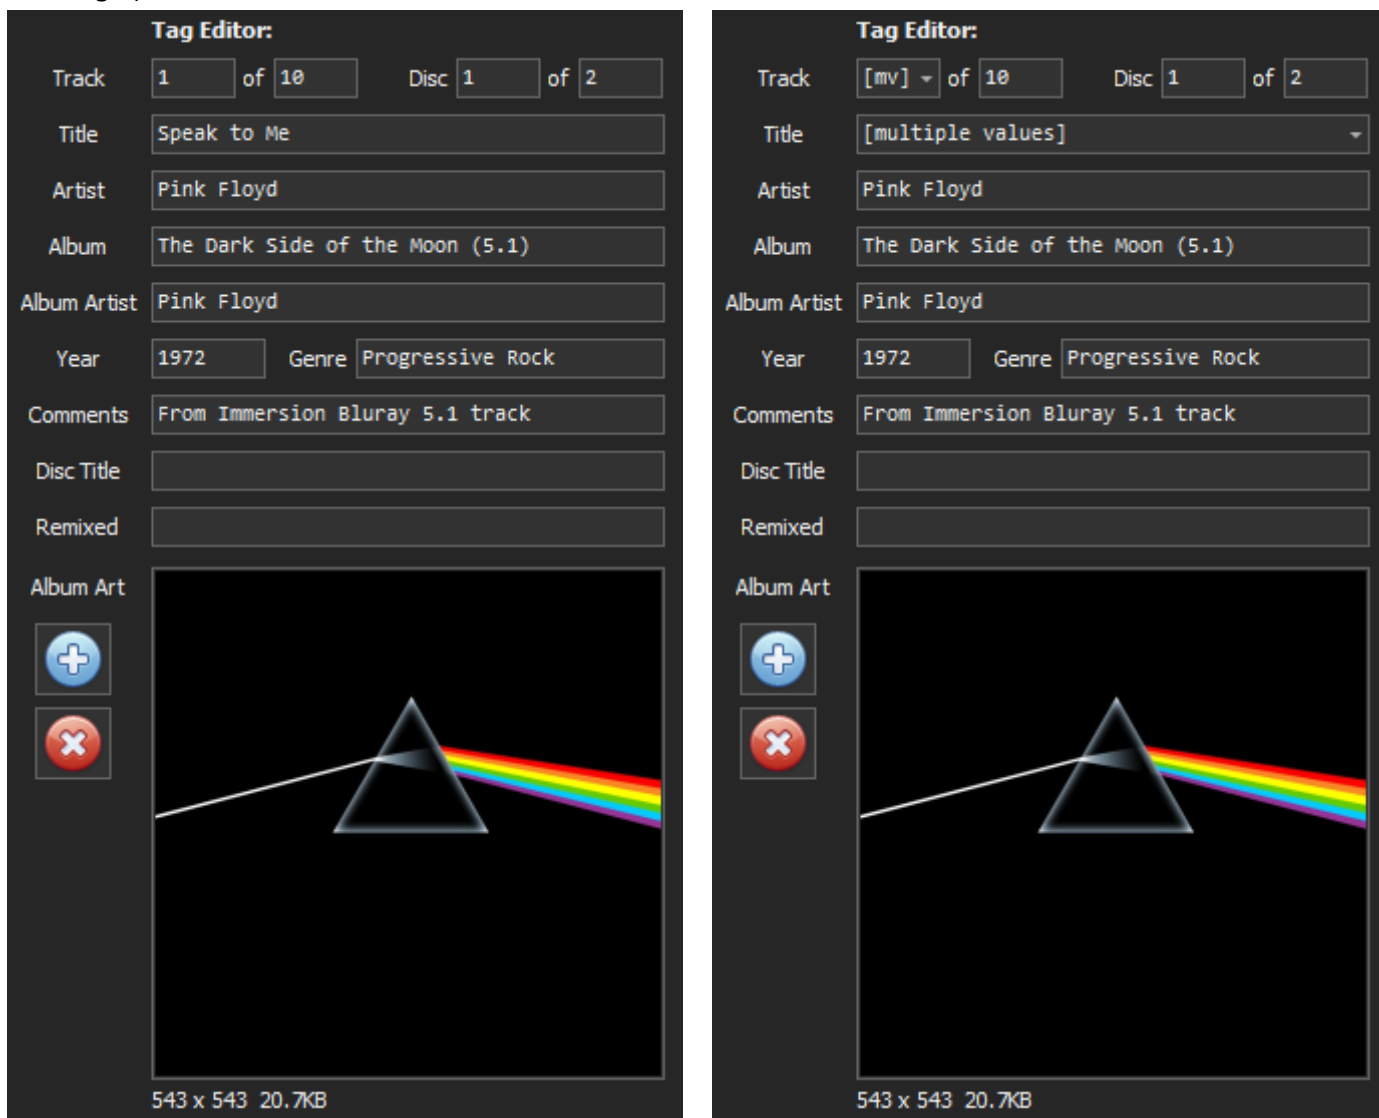 Tag Editor:
Track 1 of 10 Disc 1 of 2
Title Speak to Me
Artist Pink Floyd
Album The Dark Side of the Moon (5.1)
Album Artist Pink Floyd
Year 1972 Genre Progressive Rock
Comments From Immersion Bluray 5.1 track
Disc Title
Remixed
Album Art
543 x 543 20.7KB
Tag Editor:
Track [mv] of 10 Disc 1 of 2
Title [multiple values]
Artist Pink Floyd
Album The Dark Side of the Moon (5.1)
Album Artist Pink Floyd
Year 1972 Genre Progressive Rock
Comments From Immersion Bluray 5.1 track
Disc Title
Remixed
Album Art
543 x 543 20.7KB